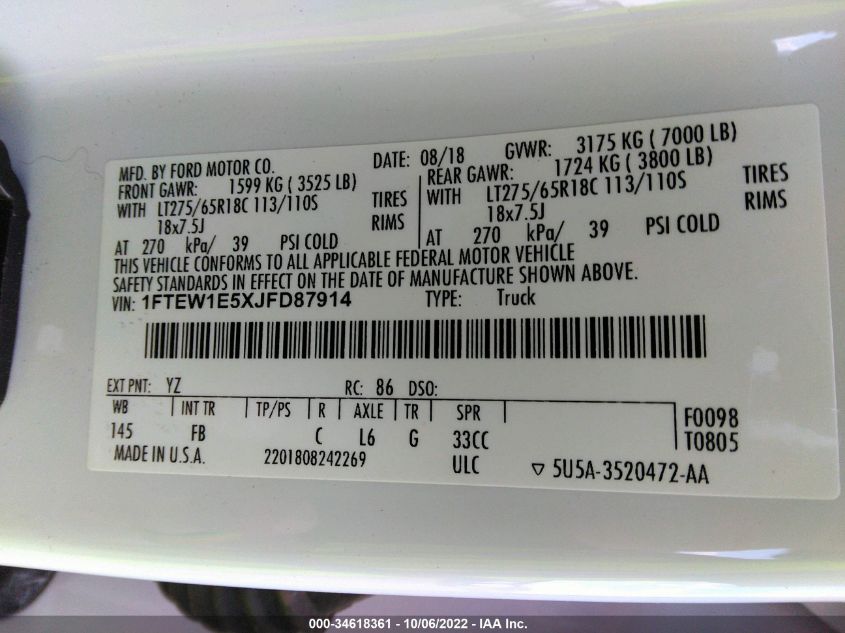 MFD. BY FORD MOTOR CO. DATE: 08/18 GVWR: 3175 KG ( 7000 LB)
FRONT GAWR: 1599 KG ( 3525 LB) REAR GAWR: 1724 KG ( 3800 LB)
WITH LT275/65R18C 113/110S TIRES WITH LT275/65R18C 113/110S TIRES
18x7.5J RIMS 18x7.5J RIMS
AT 270 kPa/ 39 PSI COLD AT 270 kPa/ 39 PSI COLD
THIS VEHICLE CONFORMS TO ALL APPLICABLE FEDERAL MOTOR VEHICLE
SAFETY STANDARDS IN EFFECT ON THE DATE OF MANUFACTURE SHOWN ABOVE.
VIN: 1FTEW1E5XJFD87914 TYPE: Truck
EXT PNT: YZ RC: 86 DSO:
WB INT TR TP/PS R AXLE TR SPR F0098
145 FB C L6 G 33CC T0805
MADE IN U.S.A. 2201808242269 ULC ▽ 5U5A-3520472-AA
000-34618361 - 10/06/2022 - IAA Inc.